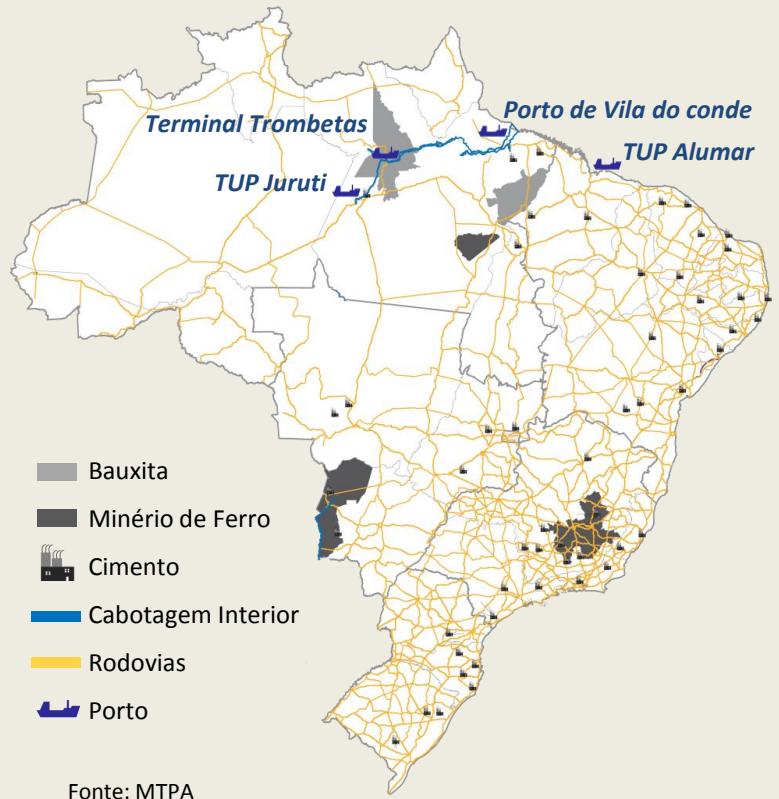 Porto de Vila do conde
Terminal Trombetas
TUP Alumar
TUP Juruti
Bauxita
Minério de Ferro
Cimento
Cabotagem Interior
Rodovias
Porto
Fonte: MTPA